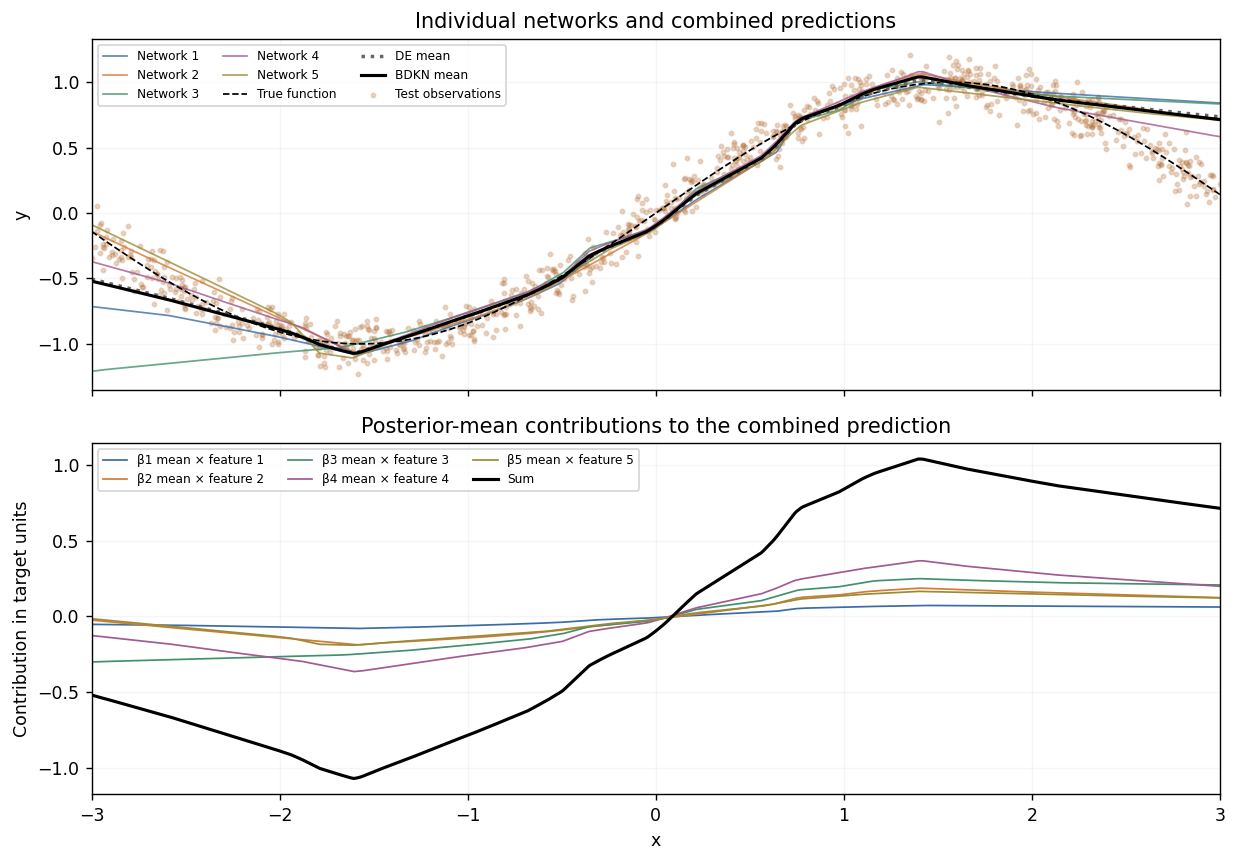 Individual networks and combined predictions
Network 1
Network 2
Network 3
Network 4
Network 5
True function
DE mean
BDKN mean
Test observations
1.0
0.5
0.0
−0.5
−1.0
y
Posterior-mean contributions to the combined prediction
β1 mean × feature 1
β2 mean × feature 2
β3 mean × feature 3
β4 mean × feature 4
β5 mean × feature 5
Sum
1.0
0.5
0.0
−0.5
−1.0
Contribution in target units
−3
−2
−1
0
1
2
3
x